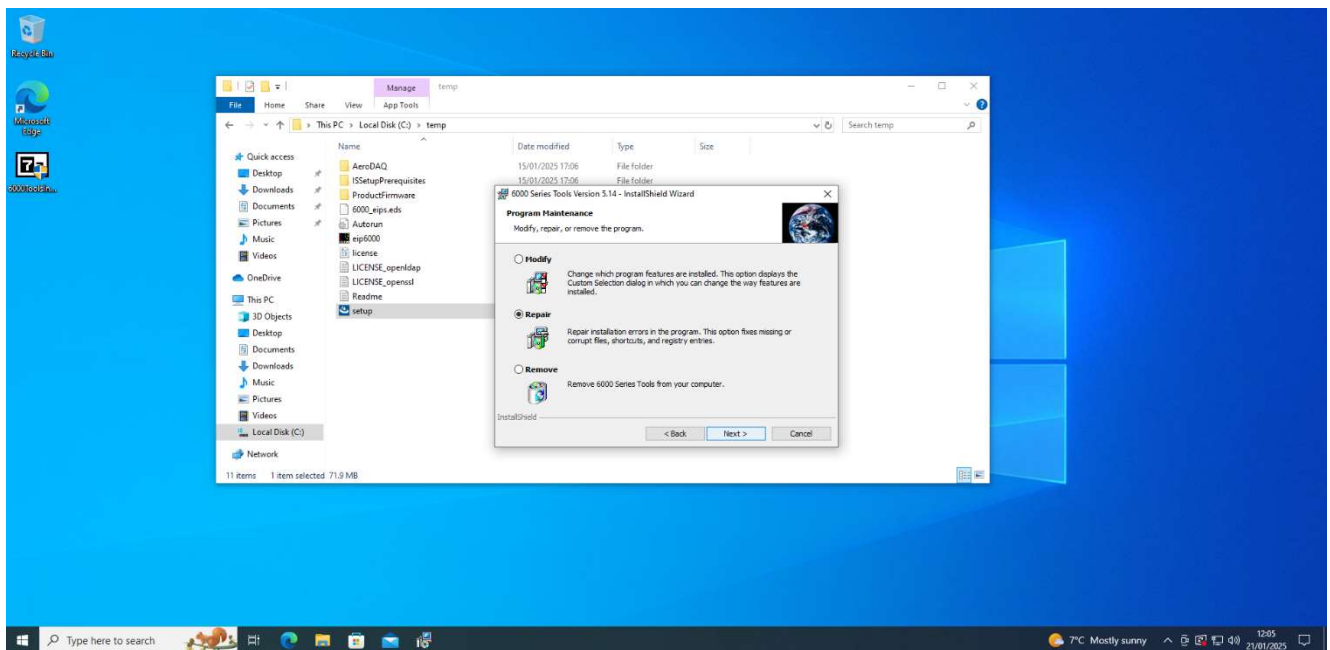 Recycle Bin
Microsoft
Edge
Manage temp
File Home Share View App Tools
This PC > Local Disk (C:) > temp
Search temp
Name Date modified Type Size
Quick access
Desktop
Downloads
Documents
Pictures
Music
Videos
OneDrive
This PC
3D Objects
Desktop
Documents
Downloads
Music
Pictures
Videos
Local Disk (C:)
Network
AeroDAQ 15/01/2025 17:06 File folder
ISSetupPrerequisites 15/01/2025 17:06 File folder
ProductFirmware
6000_eips.eds
Autorun
eip6000
license
LICENSE_openldap
LICENSE_openssl
Readme
setup
11 items 1 item selected 71.9 MB
6000 Series Tools Version 5.14 - InstallShield Wizard
Program Maintenance
Modify, repair, or remove the program.
Modify
Change which program features are installed. This option displays the
Custom Selection dialog in which you can change the way features are
installed.
Repair
Repair installation errors in the program. This option fixes missing or
corrupt files, shortcuts, and registry entries.
Remove
Remove 6000 Series Tools from your computer.
InstallShield
< Back Next > Cancel
Type here to search
7°C Mostly sunny
12:05
21/01/2025